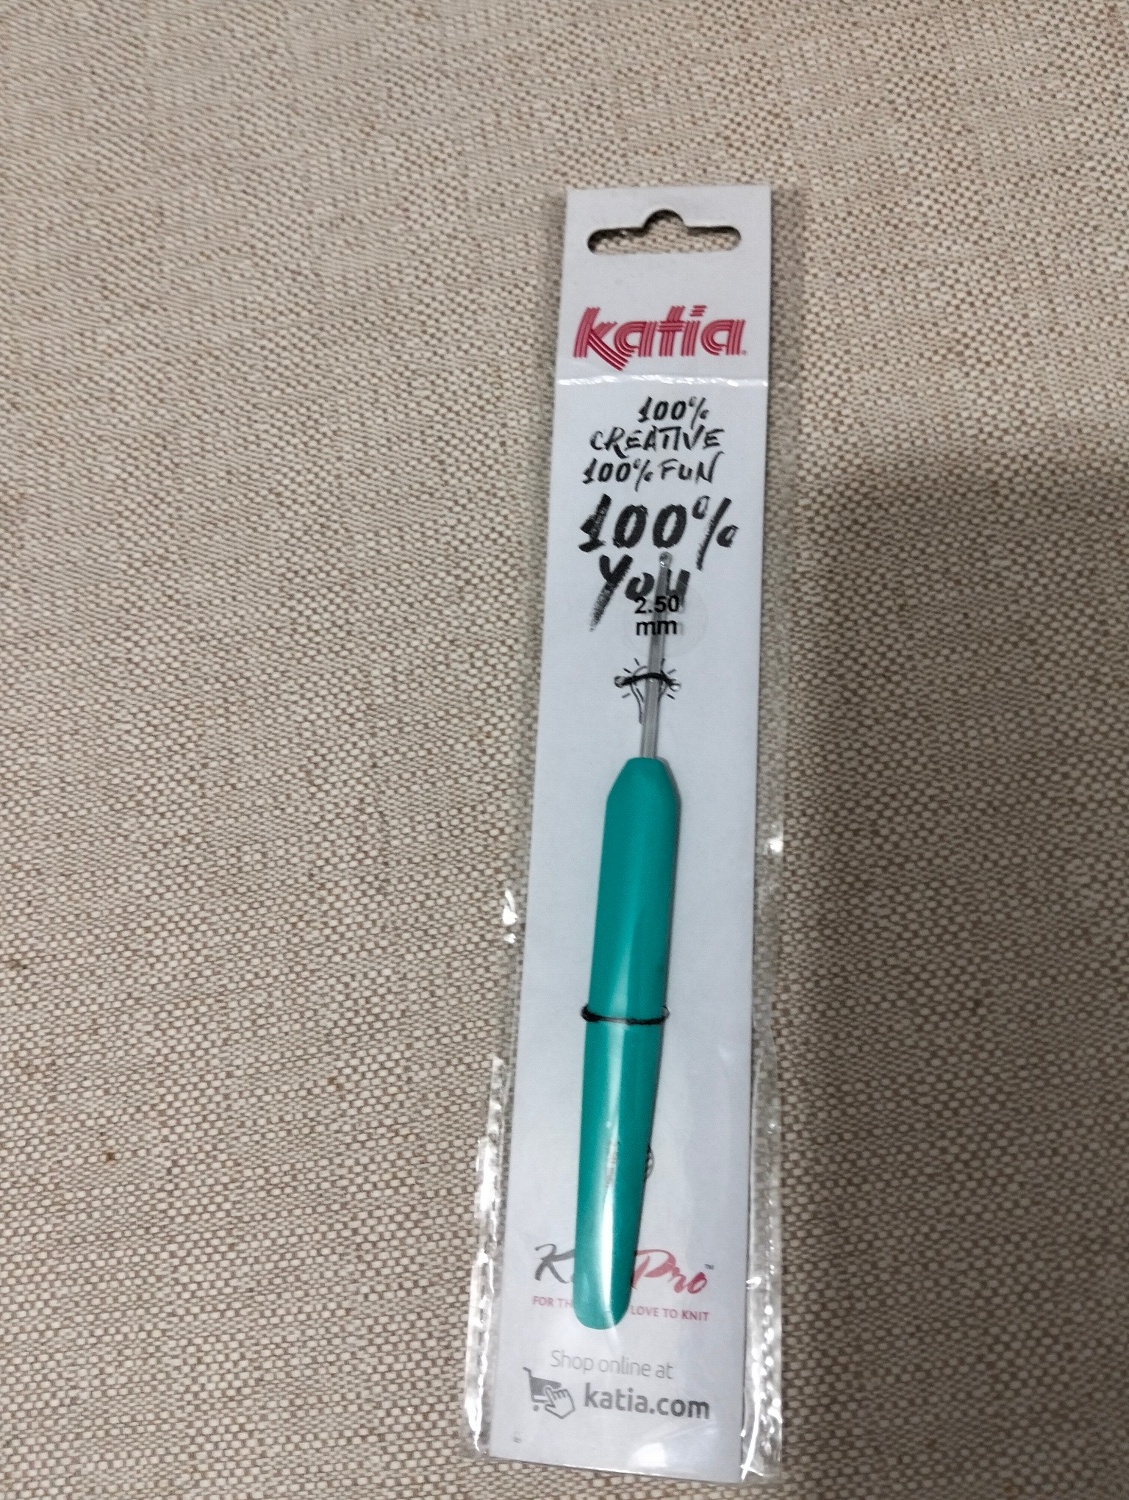 katia
100%
CREATIVE
100% FUN
100%
You
2.50
mm
Pro™
FOR LOVE TO KNIT
Shop online at
katia.com